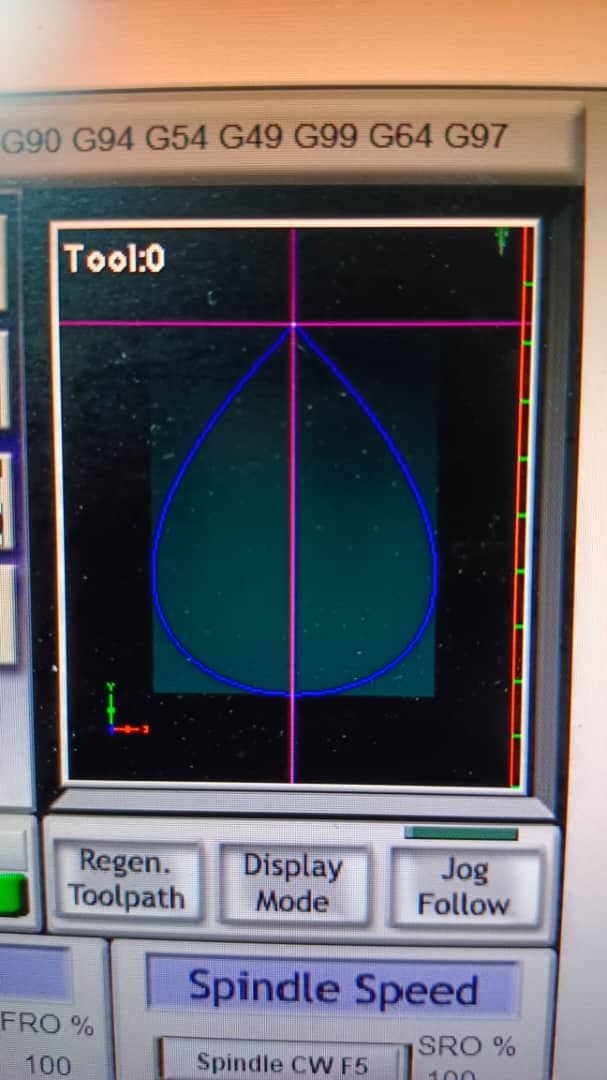 G90 G94 G54 G49 G99 G64 G97
Tool:0
Y
X
Regen.
Toolpath
Display
Mode
Jog
Follow
Spindle Speed
FRO %
100
Spindle CW F5
SRO %
100